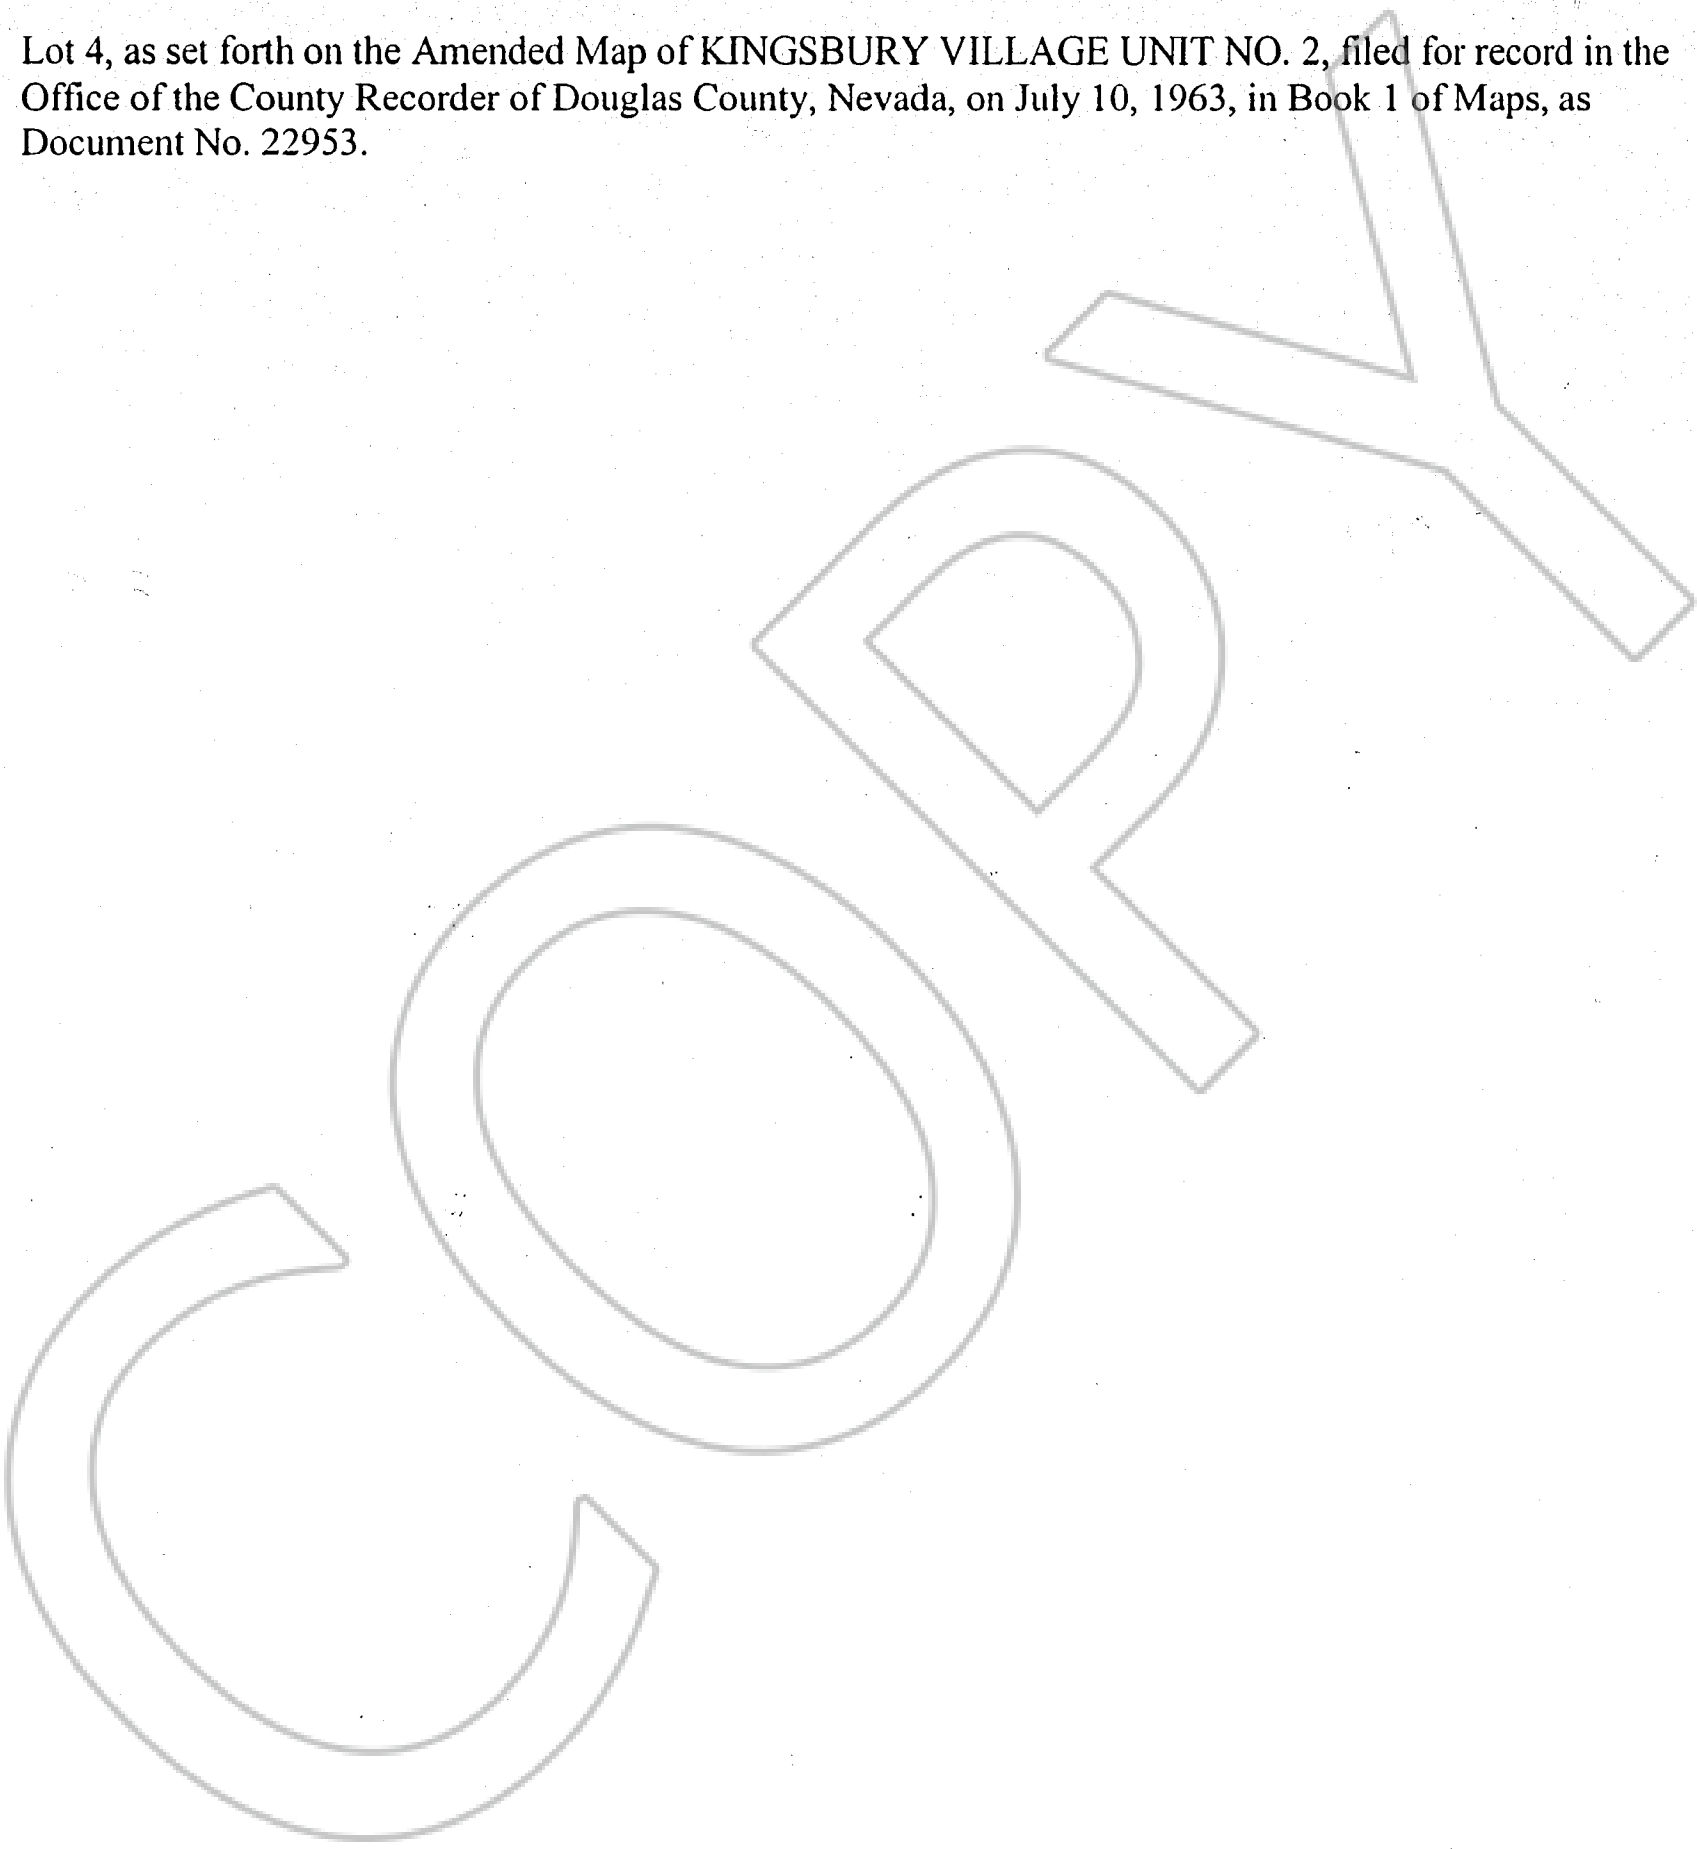 Lot 4, as set forth on the Amended Map of KINGSBURY VILLAGE UNIT NO. 2, filed for record in the
Office of the County Recorder of Douglas County, Nevada, on July 10, 1963, in Book 1 of Maps, as
Document No. 22953.
COPY